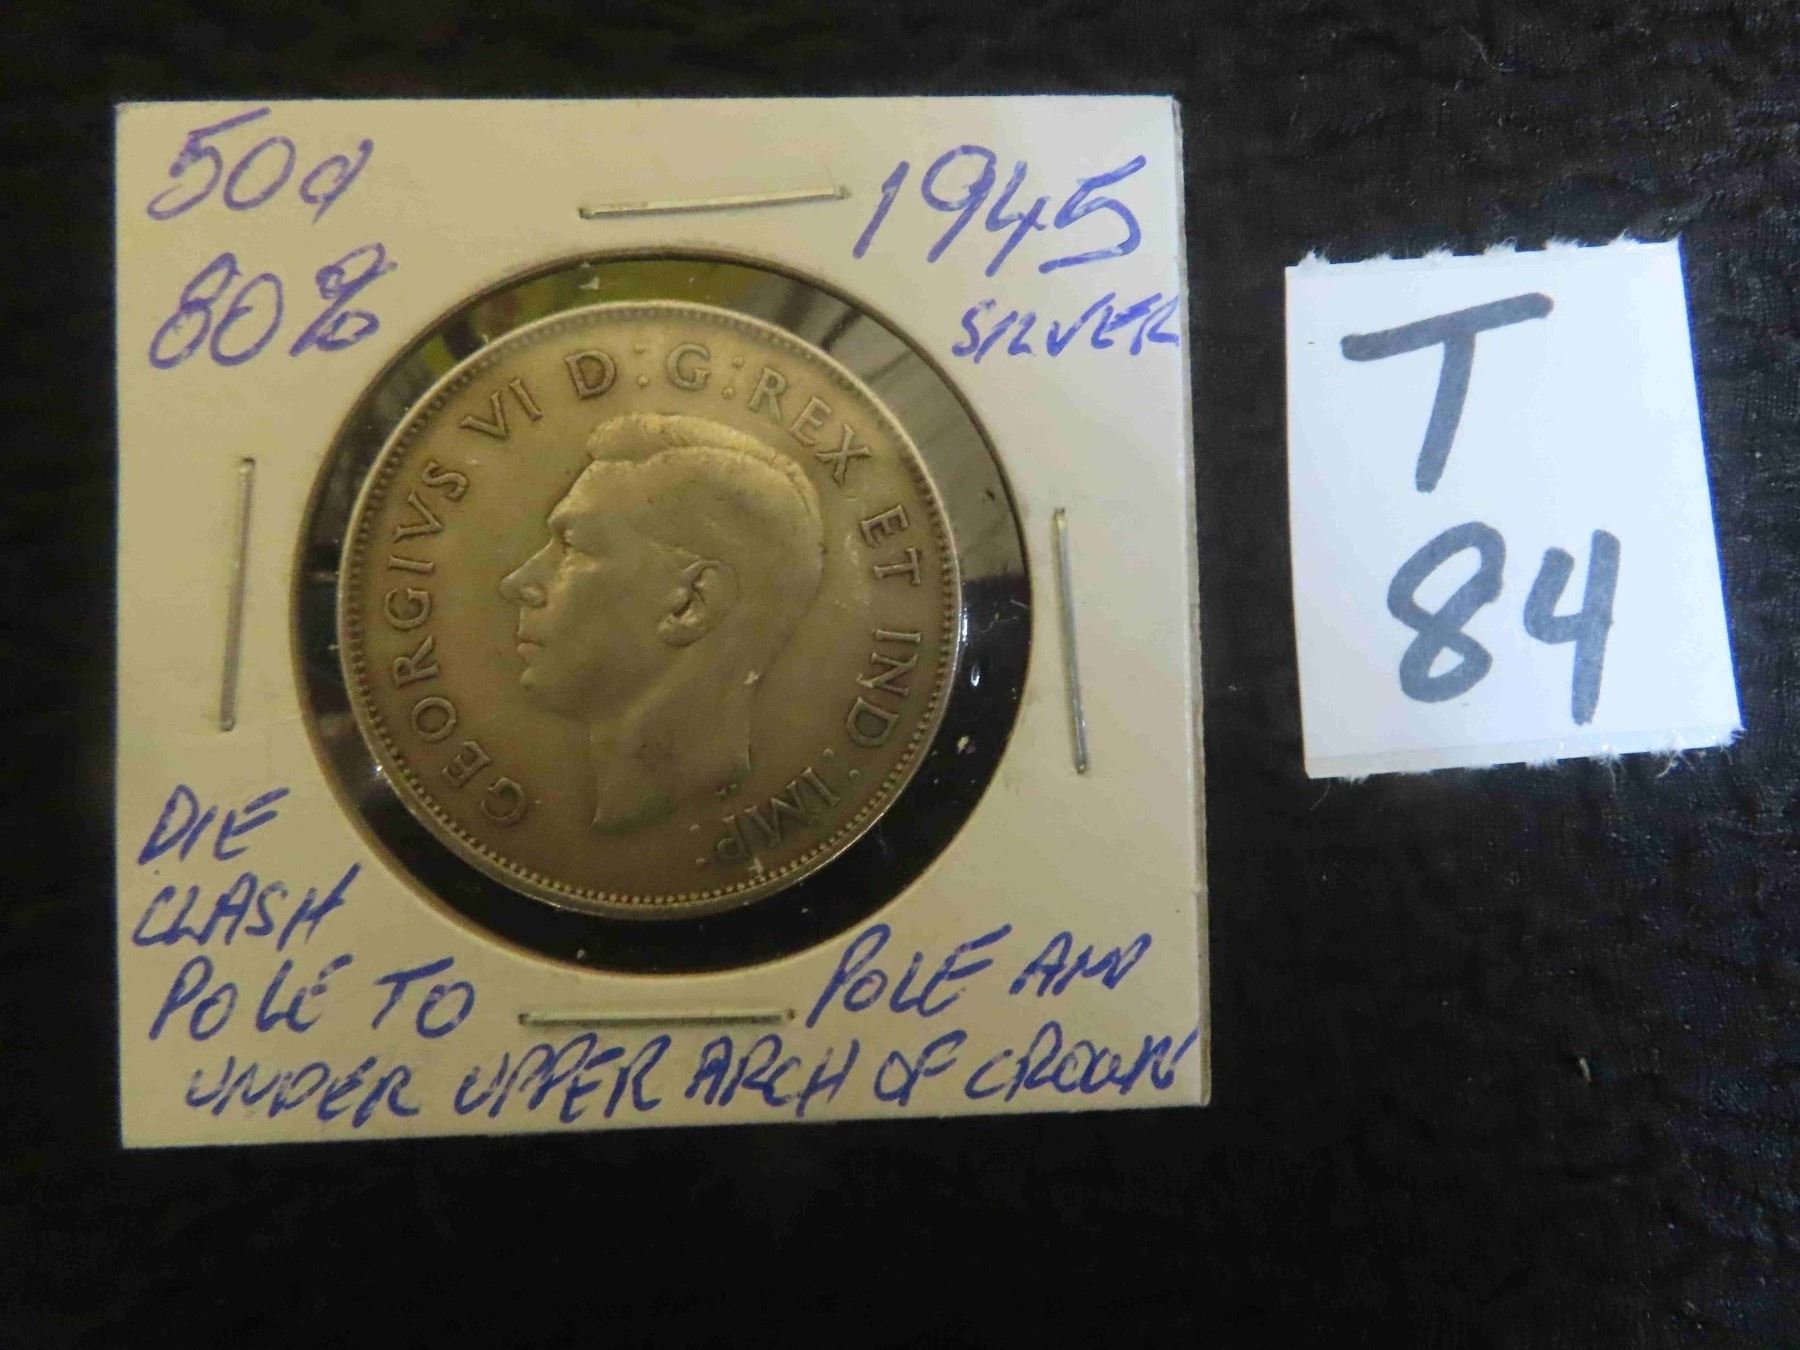 50¢
1945
80%
SILVER
GEORGIVS VI D:G:REX ET IND:IMP:
DIE
CLASH
POLE TO
POLE AND
UNDER UPPER ARCH OF CROWN
T
84